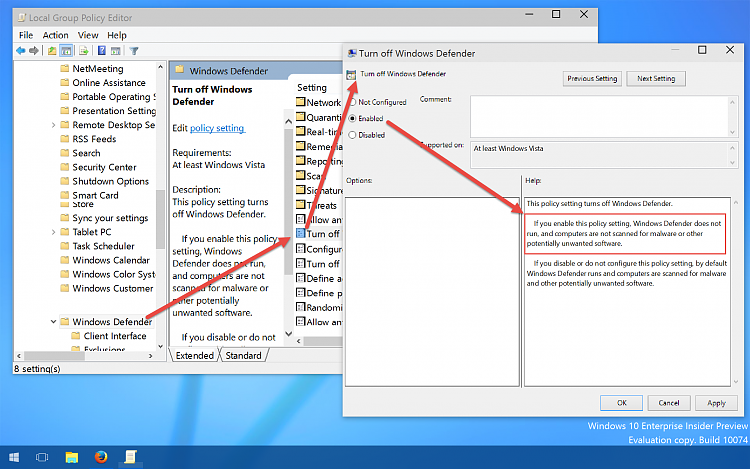 Local Group Policy Editor
File Action View Help
NetMeeting
Online Assistance
Portable Operating S
Presentation Setting
Remote Desktop Se
RSS Feeds
Search
Security Center
Shutdown Options
Smart Card
Store
Sync your settings
Tablet PC
Task Scheduler
Windows Calendar
Windows Color Syst
Windows Customer
Windows Defender
Client Interface
Exclusions
8 setting(s)
Windows Defender
Turn off Windows
Defender
Edit policy setting
Requirements:
At least Windows Vista
Description:
This policy setting turns
off Windows Defender.
If you enable this policy
setting, Windows
Defender does not run,
and computers are not
scanned for malware or
other potentially
unwanted software.
If you disable or do not
Setting
Network
Quaranti
Real-time
Remedia
Reporting
Scan
Signature
Threats
Allow ant
Turn off
Configure
Turn off
Define ad
Define p
Randomi
Allow ant
Extended Standard
Turn off Windows Defender
Turn off Windows Defender
Previous Setting Next Setting
Not Configured
Enabled
Disabled
Comment:
Supported on:
At least Windows Vista
Options:
Help:
This policy setting turns off Windows Defender.
If you enable this policy setting, Windows Defender does not
run, and computers are not scanned for malware or other
potentially unwanted software.
If you disable or do not configure this policy setting, by default
Windows Defender runs and computers are scanned for malware
and other potentially unwanted software.
OK Cancel Apply
Windows 10 Enterprise Insider Preview
Evaluation copy. Build 10074